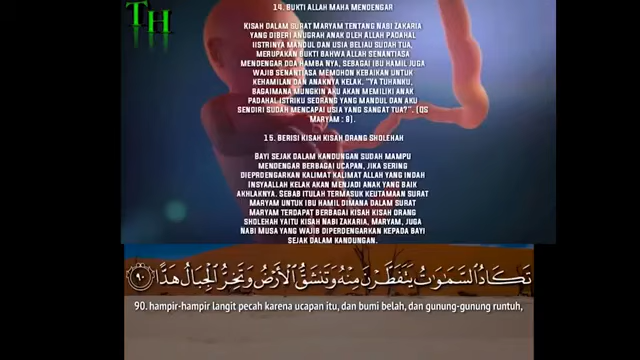 TH
14. BUKTI ALLAH MAHA MENDENGAR
KISAH DALAM SURAT MARYAM TENTANG NABI ZAKARIA
YANG DIBERI ANUGRAH ANAK OLEH ALLAH PADAHAL
IISTRINYA MANDUL DAN USIA BELIAU SUDAH TUA,
MERUPAKAN BUKTI BAHWA ALLAH SENANTIASA
MENDENGAR DOA HAMBA NYA, SEBAGAI IBU HAMIL JUGA
WAJIB SENANTIASA MEMOHON KEBAIKAN UNTUK
KEHAMILAN DAN ANAKNYA KELAK. "YA TUHANKU,
BAGAIMANA MUNGKIN AKU AKAN MEMILIKI ANAK
PADAHAL ISTRIKU SEORANG YANG MANDUL DAN AKU
SENDIRI SUDAH MENCAPAI USIA YANG SANGAT TUA?". (QS
MARYAM : 8).
15. BERISI KISAH KISAH ORANG SHOLEHAH
BAYI SEJAK DALAM KANDUNGAN SUDAH MAMPU
MENDENGAR BERBAGAI UCAPAN, JIKA SERING
DIEPRDENGARKAN KALIMAT KALIMAT ALLAH YANG INDAH
INSYAALLAH KELAK AKAN MENJADI ANAK YANG BAIK
AKHLAKNYA. SEBAB ITULAH TERMASUK KEUTAMAAN SURAT
MARYAM UNTUK IBU HAMIL DIMANA DALAM SURAT
MARYAM TERDAPAT BERBAGAI KISAH KISAH ORANG
SHOLEHAH YAITU KISAH NABI ZAKARIA, MARYAM, JUGA
NABI MUSA YANG WAJIB DIPERDENGARKAN KEPADA BAYI
SEJAK DALAM KANDUNGAN.
تَكَادُ ٱلسَّمَٰوَٰتُ يَتَفَطَّرْنَ مِنْهُ وَتَنشَقُّ ٱلْأَرْضُ وَتَخِرُّ ٱلْجِبَالُ هَدًّا ٩٠
90. hampir-hampir langit pecah karena ucapan itu, dan bumi belah, dan gunung-gunung runtuh,